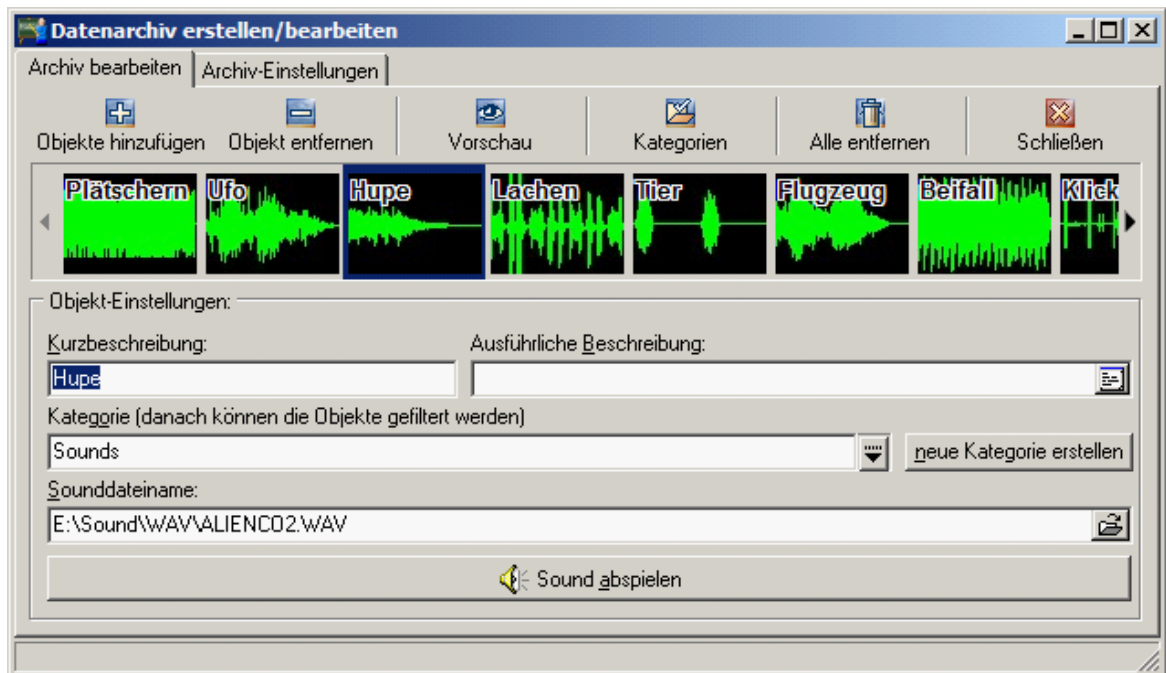 Datenarchiv erstellen/bearbeiten
Archiv bearbeiten Archiv-Einstellungen
Objekte hinzufügen Objekt entfernen Vorschau Kategorien Alle entfernen Schließen
Plätschern Ufo Hupe Lachen Tier Flugzeug Beifall Klick
Objekt-Einstellungen:
Kurzbeschreibung: Ausführliche Beschreibung:
Hupe
Kategorie (danach können die Objekte gefiltert werden)
Sounds neue Kategorie erstellen
Sounddateiname:
E:\Sound\WAV\ALIENCO2.WAV
Sound abspielen